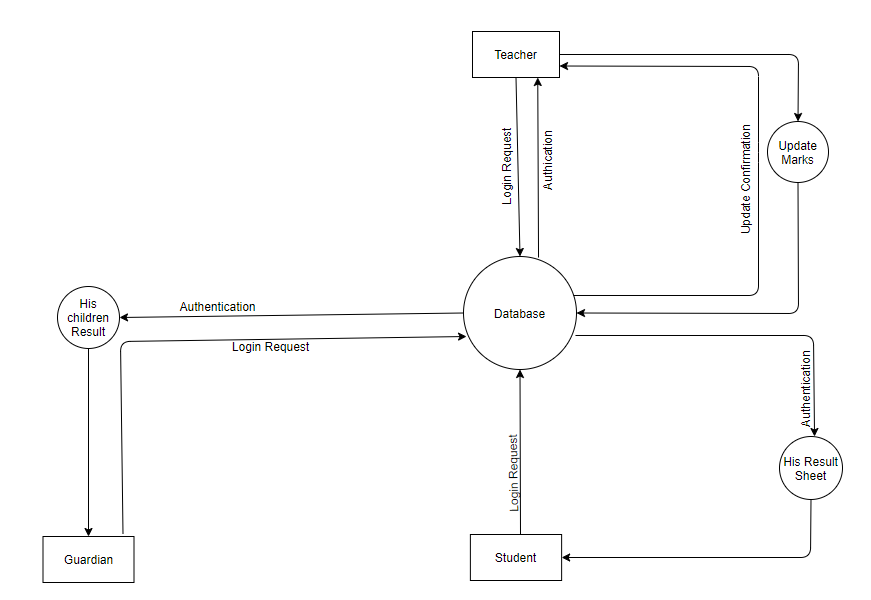 Teacher
Login Request
Authication
Update Confirmation
Update
Marks
His
children
Result
Authentication
Database
Login Request
Authentication
Login Request
His Result
Sheet
Guardian
Student